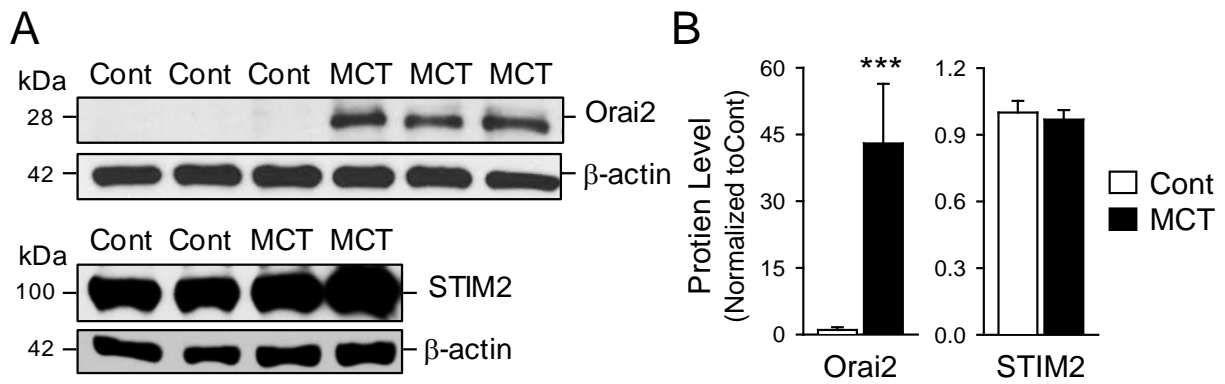 A
kDa Cont Cont Cont MCT MCT MCT
28 Orai2
42 β-actin
kDa Cont Cont MCT MCT
100 STIM2
42 β-actin
B
Protien Level
(Normalized toCont)
60
45
30
15
0
***
Orai2
1.2
0.9
0.6
0.3
0.0
STIM2
Cont
MCT